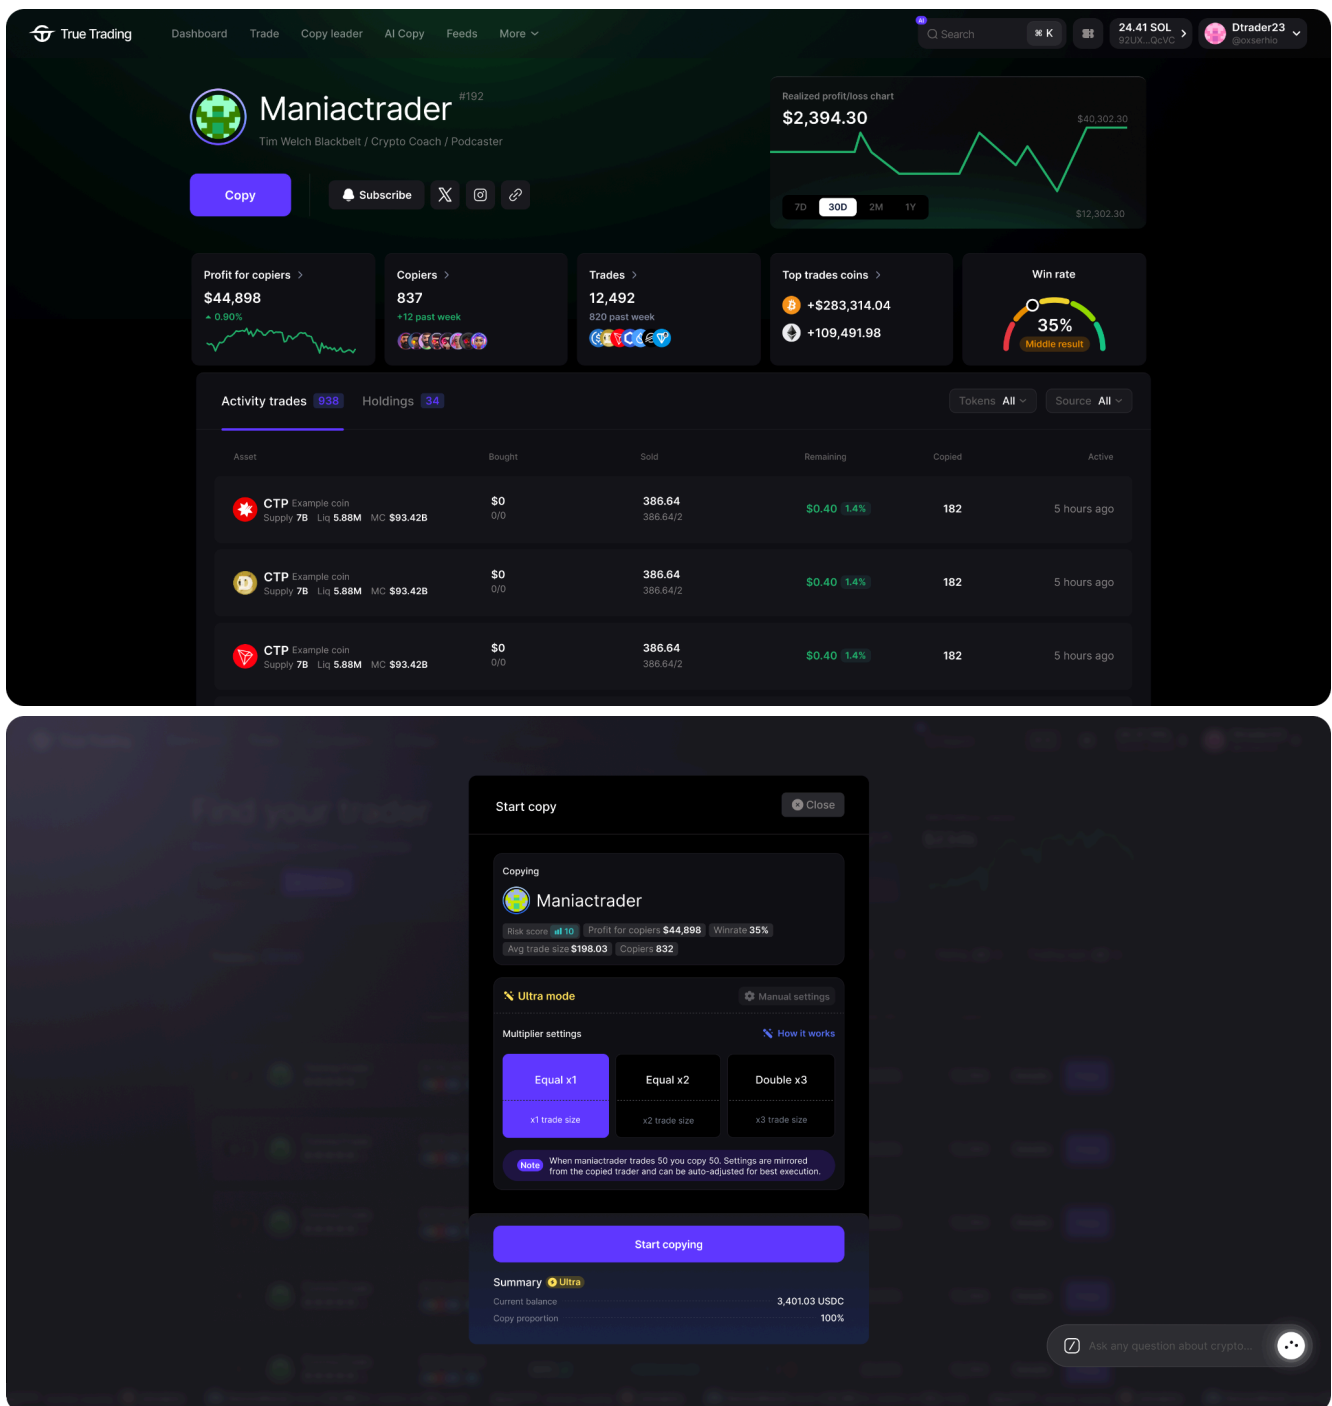 True Trading
Dashboard Trade Copy leader AI Copy Feeds More
AI
Search ⌘ K
24.41 SOL
92UX...QcVC
Dtrader23
@oxserhio
Maniactrader #192
Tim Welch Blackbelt / Crypto Coach / Podcaster
Copy
Subscribe
Realized profit/loss chart
$2,394.30
$40,302.30
7D 30D 2M 1Y
$12,302.30
Profit for copiers
$44,898
0.90%
Copiers
837
+12 past week
Trades
12,492
820 past week
Top trades coins
+$283,314.04
+109,491.98
Win rate
35%
Middle result
Activity trades 938 Holdings 34
Tokens All Source All
Asset Bought Sold Remaining Copied Active
CTP Example coin
Supply 7B Liq 5.88M MC $93.42B
$0
0/0
386.64
386.64/2
$0.40 1.4%
182
5 hours ago
CTP Example coin
Supply 7B Liq 5.88M MC $93.42B
$0
0/0
386.64
386.64/2
$0.40 1.4%
182
5 hours ago
CTP Example coin
Supply 7B Liq 5.88M MC $93.42B
$0
0/0
386.64
386.64/2
$0.40 1.4%
182
5 hours ago
Find your trader
Start copy
Close
Copying
Maniactrader
Risk score 10 Profit for copiers $44,898 Winrate 35%
Avg trade size $198.03 Copiers 832
Ultra mode
Manual settings
Multiplier settings
How it works
Equal x1
x1 trade size
Equal x2
x2 trade size
Double x3
x3 trade size
Note
When maniactrader trades 50 you copy 50. Settings are mirrored
from the copied trader and can be auto-adjusted for best execution.
Start copying
Summary Ultra
Current balance 3,401.03 USDC
Copy proportion 100%
Ask any question about crypto...